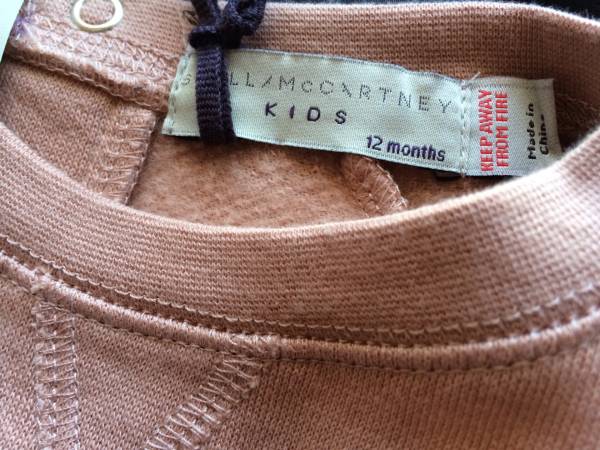 STELLA McCARTNEY
KIDS
12 months
KEEP AWAY
FROM FIRE
Made in
China